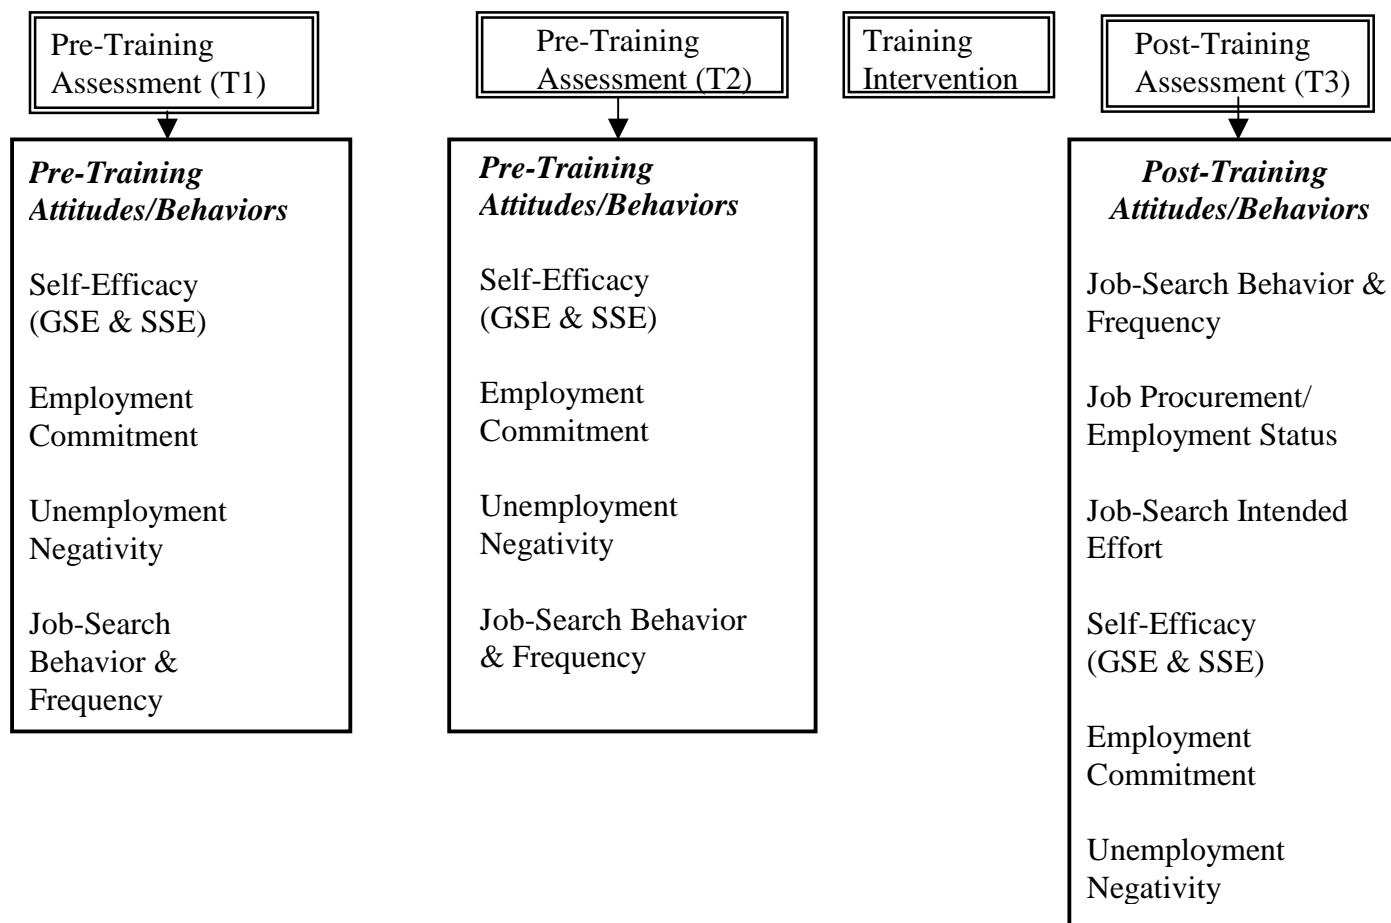 Pre-Training
Assessment (T1)
Pre-Training
Assessment (T2)
Training
Intervention
Post-Training
Assessment (T3)
Pre-Training
Attitudes/Behaviors
Self-Efficacy
(GSE & SSE)
Employment
Commitment
Unemployment
Negativity
Job-Search
Behavior &
Frequency
Pre-Training
Attitudes/Behaviors
Self-Efficacy
(GSE & SSE)
Employment
Commitment
Unemployment
Negativity
Job-Search Behavior
& Frequency
Post-Training
Attitudes/Behaviors
Job-Search Behavior &
Frequency
Job Procurement/
Employment Status
Job-Search Intended
Effort
Self-Efficacy
(GSE & SSE)
Employment
Commitment
Unemployment
Negativity